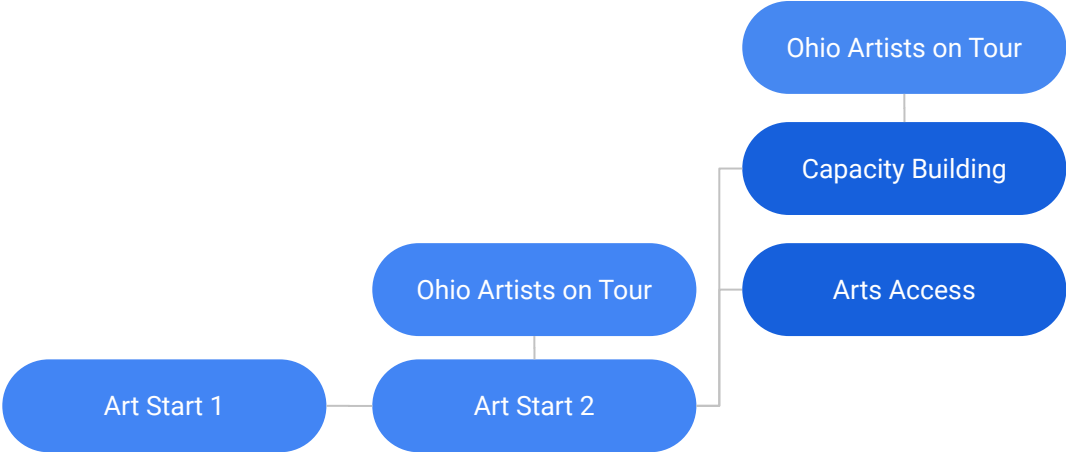 Ohio Artists on Tour
Capacity Building
Ohio Artists on Tour
Arts Access
Art Start 1
Art Start 2